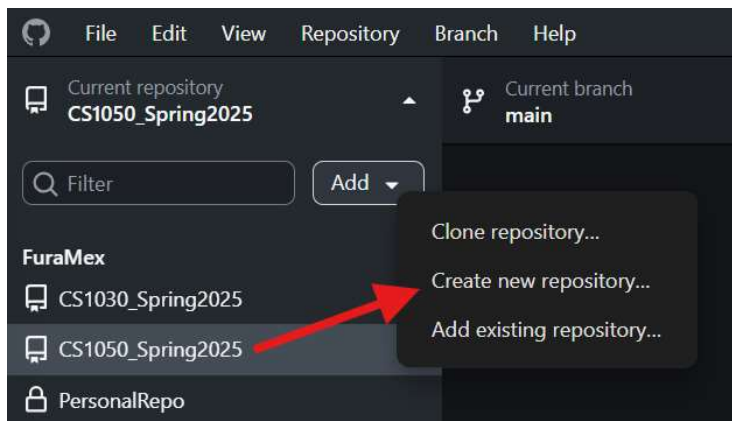 File Edit View Repository Branch Help
Current repository
CS1050_Spring2025
Current branch
main
Filter
Add
Clone repository...
Create new repository...
Add existing repository...
FuraMex
CS1030_Spring2025
CS1050_Spring2025
PersonalRepo